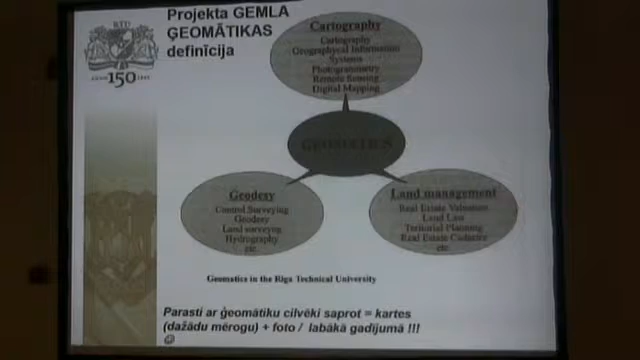 Projekta GEMLA
ĢEOMĀTIKAS
definīcija
RTU
150
Cartography
Cartography
Geographycal Information
Systems
Photogrammetry
Remote Sensing
Digital Mapping
GEOMATICS
Geodesy
Control Surveying
Geodesy
Land surveying
Hydrography
etc.
Land management
Real Estate Valuation
Land Law
Teritorial Planning
Real Estate Cadastre
etc.
Geomatics in the Riga Technical University
Parasti ar ģeomātiku cilvēki saprot = kartes
(dažādu mērogu) + foto / labākā gadījumā !!!
☺